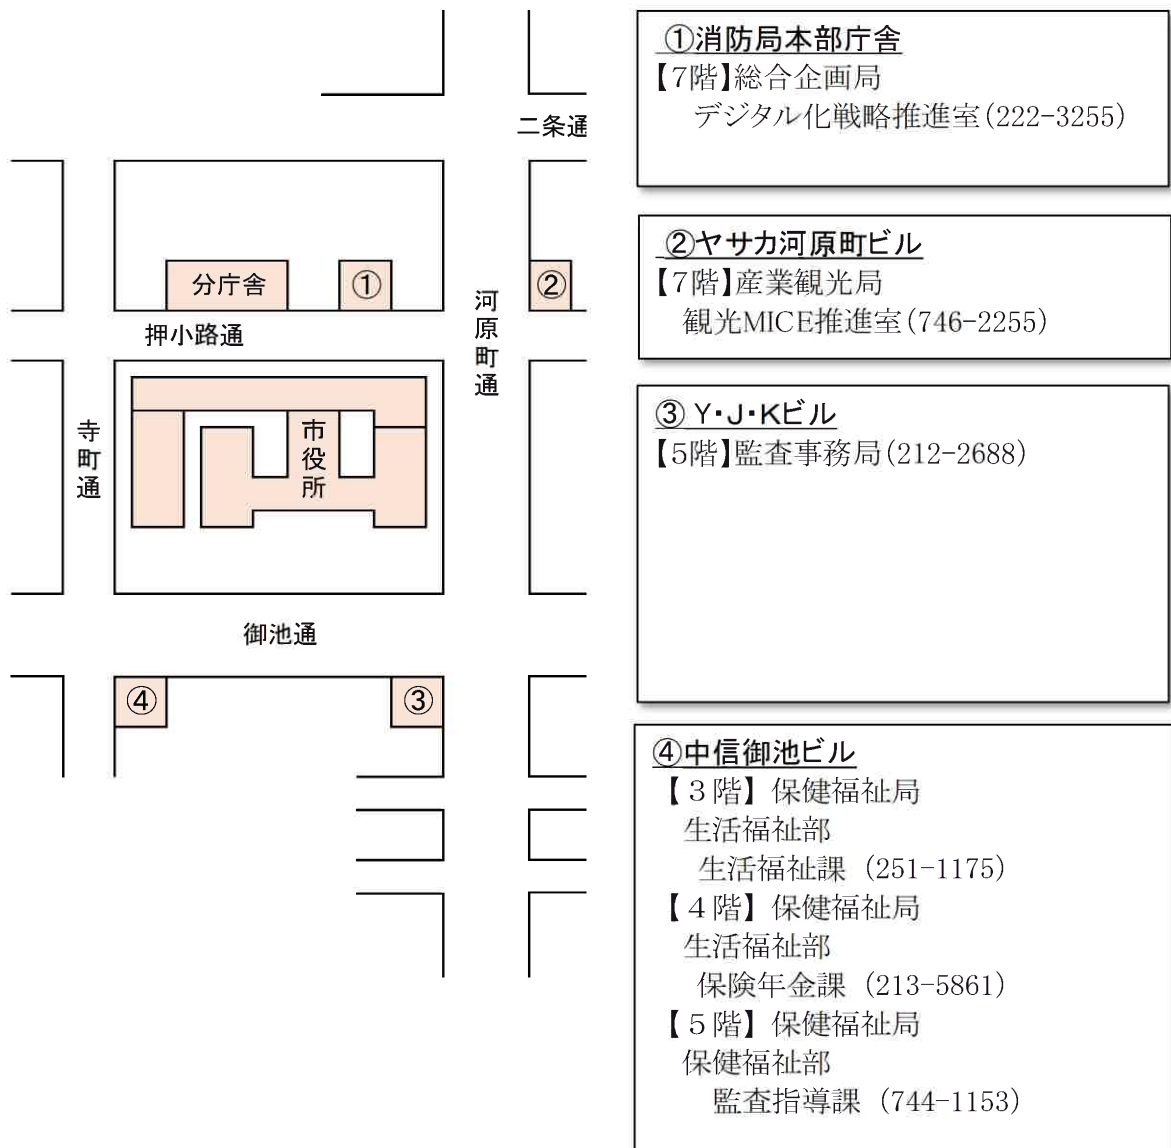 二条通
分庁舎
①
②
押小路通
河原町通
寺町通
市役所
御池通
④
③
①消防局本部庁舎
【7階】総合企画局
デジタル化戦略推進室(222-3255)
②ヤサカ河原町ビル
【7階】産業観光局
観光MICE推進室(746-2255)
③ Y・J・Kビル
【5階】監査事務局(212-2688)
④中信御池ビル
【３階】保健福祉局
生活福祉部
生活福祉課 (251-1175)
【４階】保健福祉局
生活福祉部
保険年金課 (213-5861)
【５階】保健福祉局
保健福祉部
監査指導課 (744-1153)